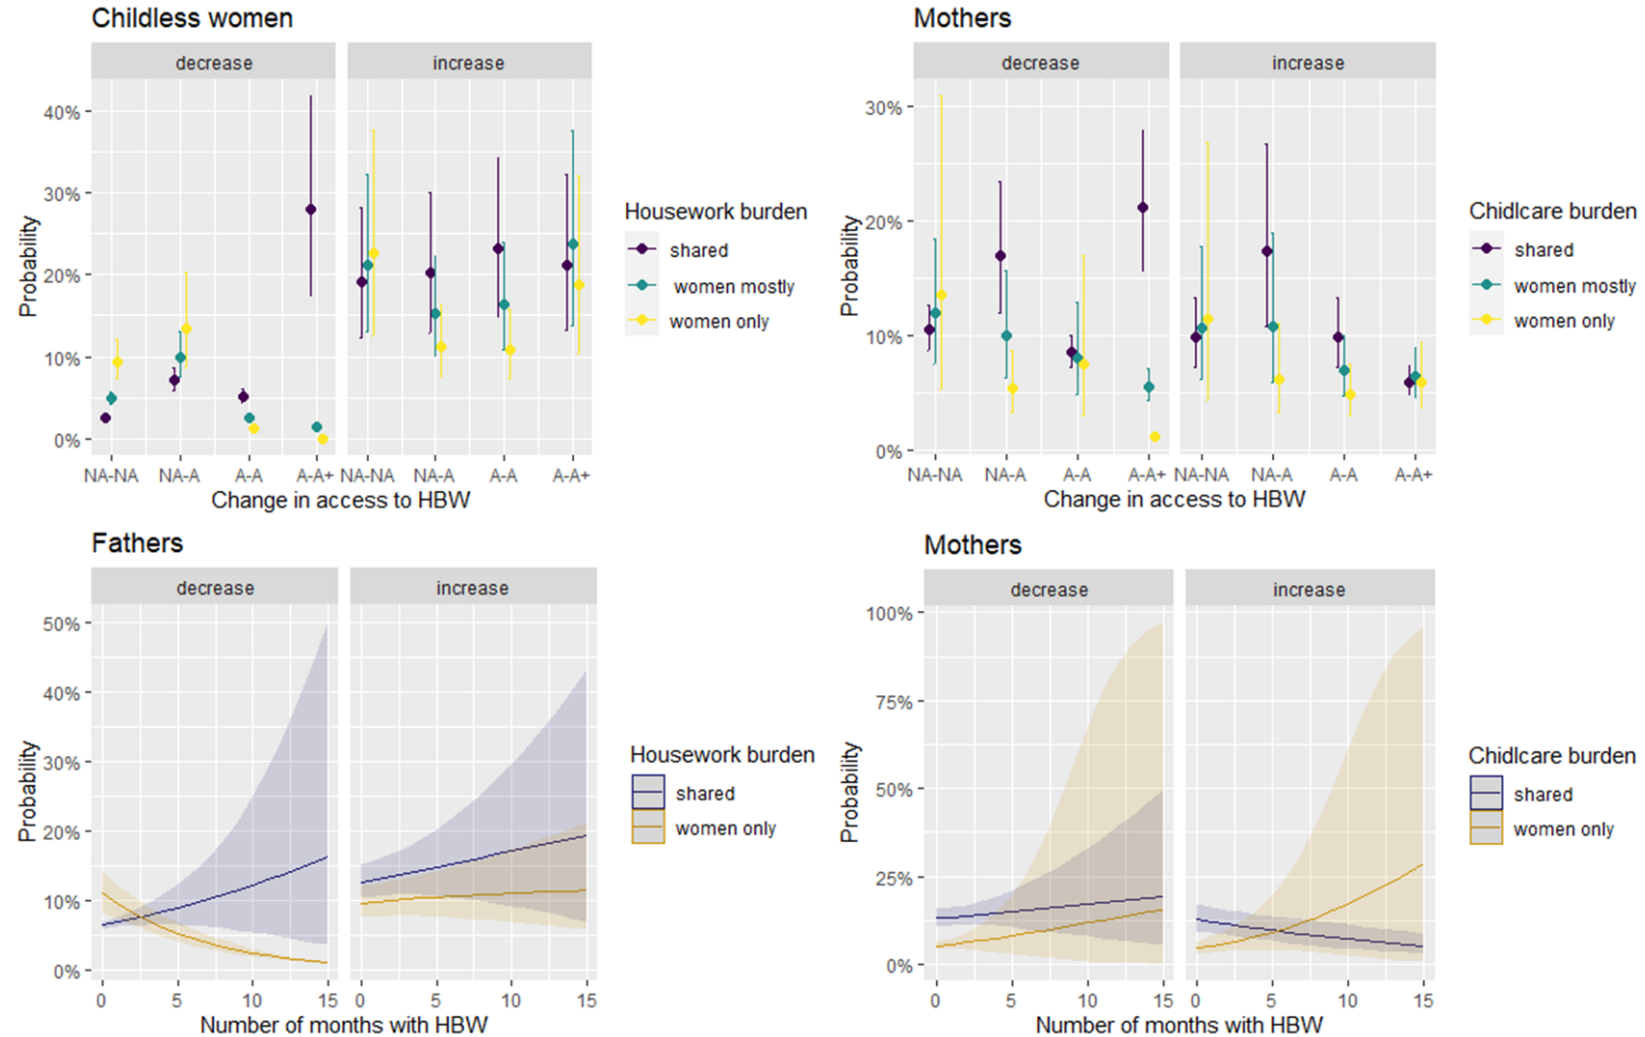 Childless women
decrease
increase
40%
30%
20%
10%
0%
Probability
NA-NA NA-A A-A A-A+ NA-NA NA-A A-A A-A+
Change in access to HBW
Housework burden
shared
women mostly
women only
Mothers
decrease
increase
30%
20%
10%
0%
Probability
NA-NA NA-A A-A A-A+ NA-NA NA-A A-A A-A+
Change in access to HBW
Chidlcare burden
shared
women mostly
women only
Fathers
decrease
increase
50%
40%
30%
20%
10%
0%
Probability
0 5 10 15 0 5 10 15
Number of months with HBW
Housework burden
shared
women only
Mothers
decrease
increase
100%
75%
50%
25%
0%
Probability
0 5 10 15 0 5 10 15
Number of months with HBW
Chidlcare burden
shared
women only